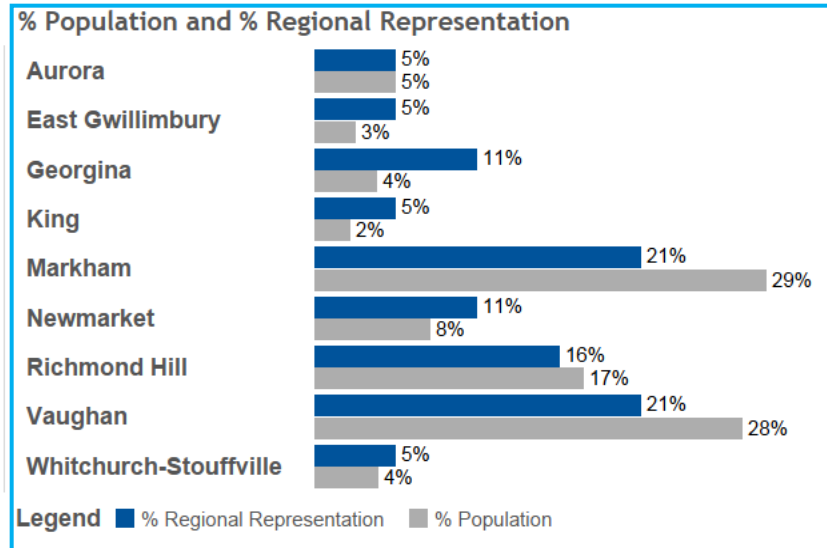 % Population and % Regional Representation
Aurora
5%
5%
East Gwillimbury
5%
3%
Georgina
11%
4%
King
5%
2%
Markham
21%
29%
Newmarket
11%
8%
Richmond Hill
16%
17%
Vaughan
21%
28%
Whitchurch-Stouffville
5%
4%
Legend % Regional Representation % Population